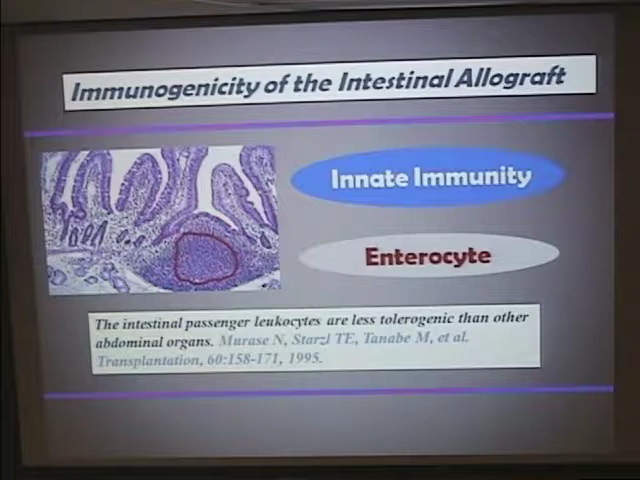 Immunogenicity of the Intestinal Allograft
Innate Immunity
Enterocyte
The intestinal passenger leukocytes are less tolerogenic than other
abdominal organs. Murase N, Starzl TE, Tanabe M, et al.
Transplantation, 60:158-171, 1995.